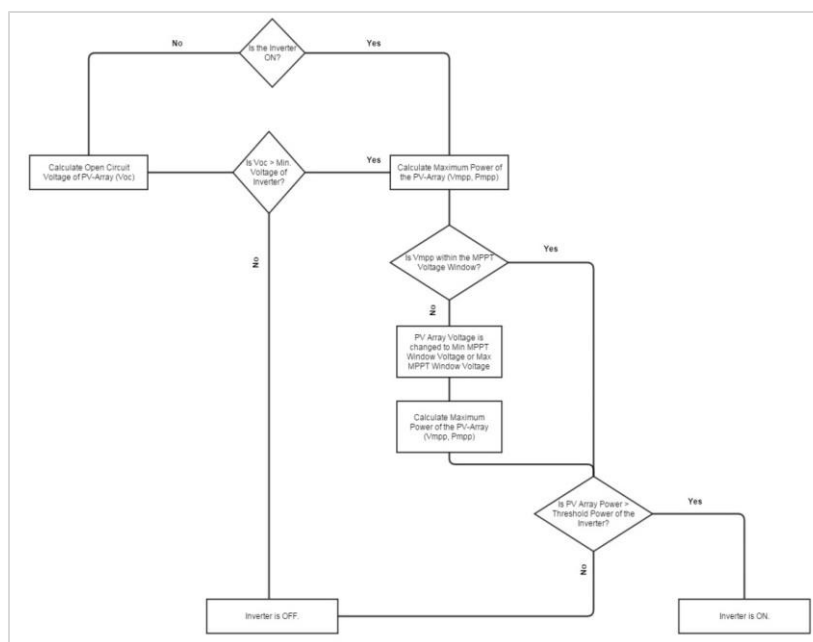 No
Is the Inverter
ON?
Yes
Calculate Open Circuit
Voltage of PV-Array (Voc)
Is Voc > Min.
Voltage of
Inverter?
Yes
Calculate Maximum Power of
the PV-Array (Vmpp, Pmpp)
No
Is Vmpp within the MPPT
Voltage Window?
Yes
No
PV Array Voltage is
changed to Min MPPT
Window Voltage or Max
MPPT Window Voltage
Calculate Maximum
Power of the PV-Array
(Vmpp, Pmpp)
Is PV Array Power >
Threshold Power of the
Inverter?
Yes
No
Inverter is OFF.
Inverter is ON.